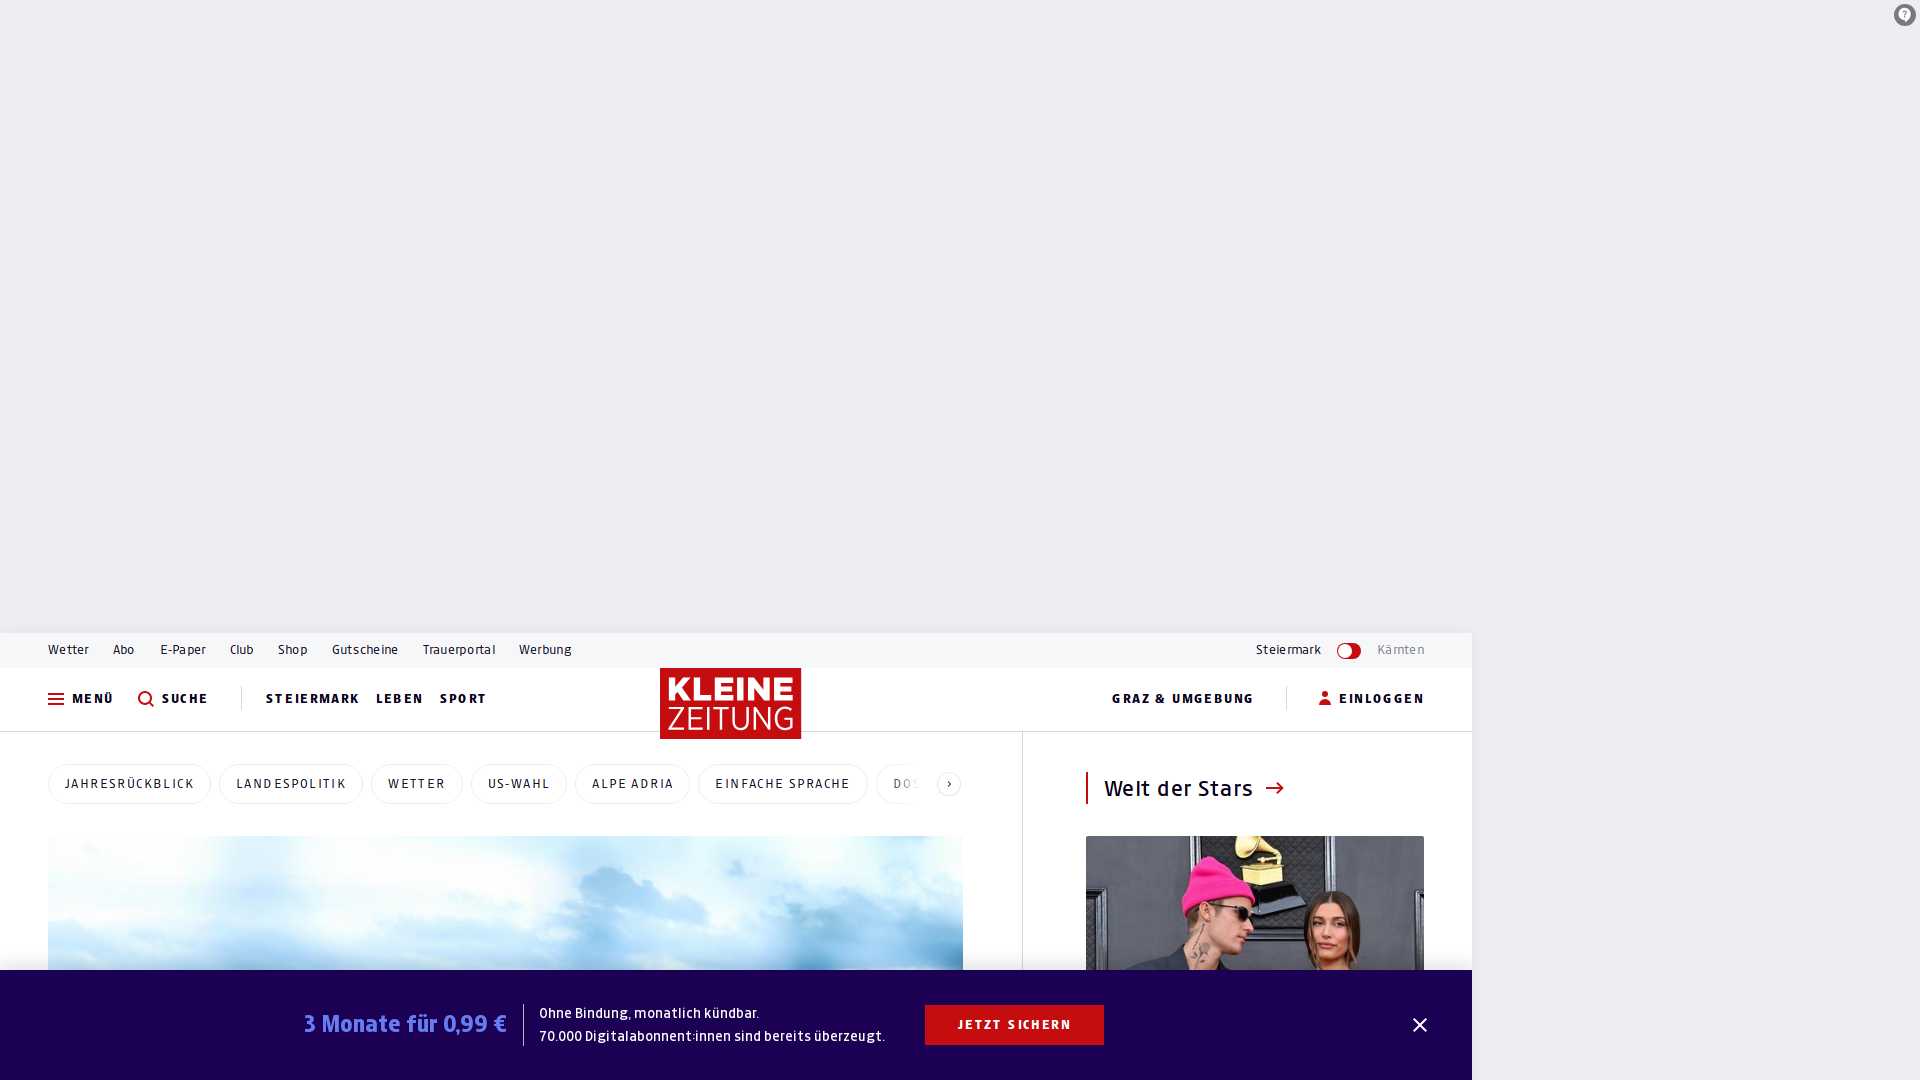 Wetter Abo E-Paper Club Shop Gutscheine Trauerportal Werbung Steiermark Kärnten
MENÜ SUCHE STEIERMARK LEBEN SPORT KLEINE ZEITUNG GRAZ & UMGEBUNG EINLOGGEN
JAHRESRÜCKBLICK LANDESPOLITIK WETTER US-WAHL ALPE ADRIA EINFACHE SPRACHE
Welt der Stars
3 Monate für 0,99 €
Ohne Bindung, monatlich kündbar.
70.000 Digitalabonnent:innen sind bereits überzeugt.
JETZT SICHERN